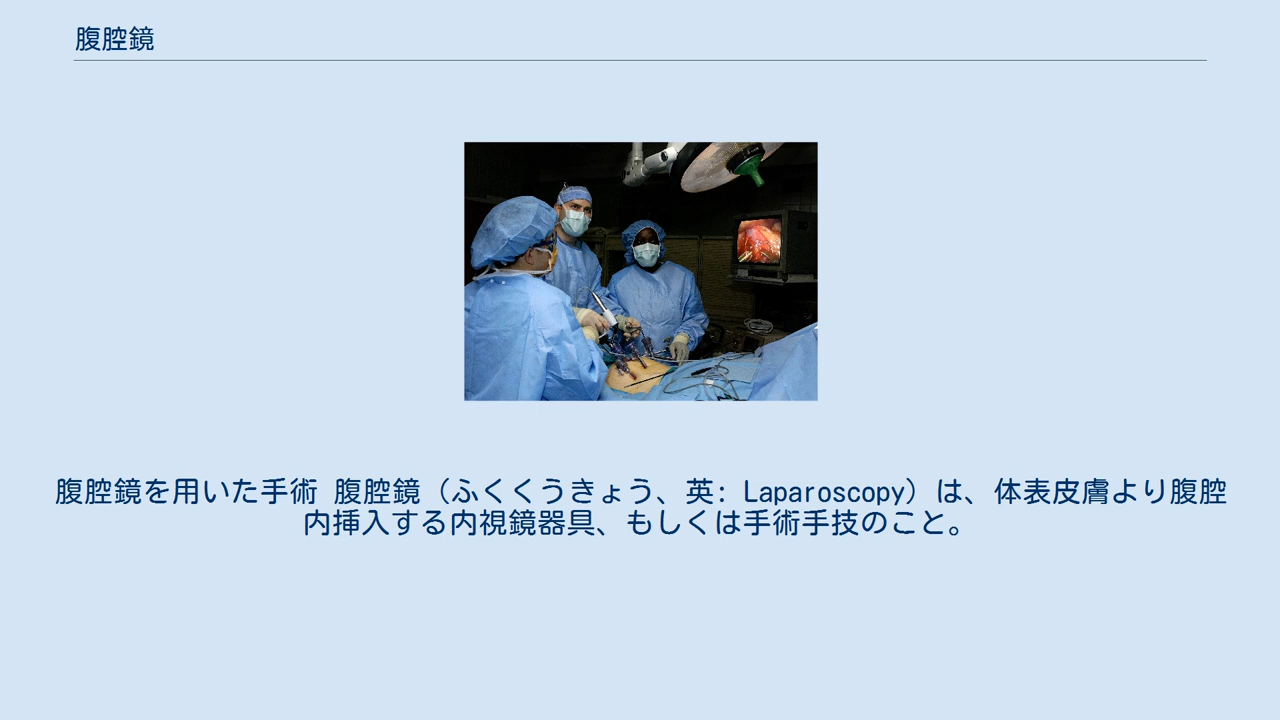 腹腔鏡
腹腔鏡を用いた手術 腹腔鏡（ふくくうきょう、英: Laparoscopy）は、体表皮膚より腹腔
内挿入する内視鏡器具、もしくは手術手技のこと。